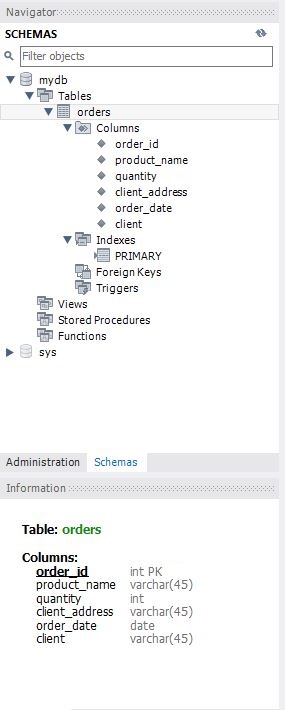 Navigator
SCHEMAS
Filter objects
mydb
Tables
orders
Columns
order_id
product_name
quantity
client_address
order_date
client
Indexes
PRIMARY
Foreign Keys
Triggers
Views
Stored Procedures
Functions
sys
Administration Schemas
Information
Table: orders
Columns:
order_id int PK
product_name varchar(45)
quantity int
client_address varchar(45)
order_date date
client varchar(45)